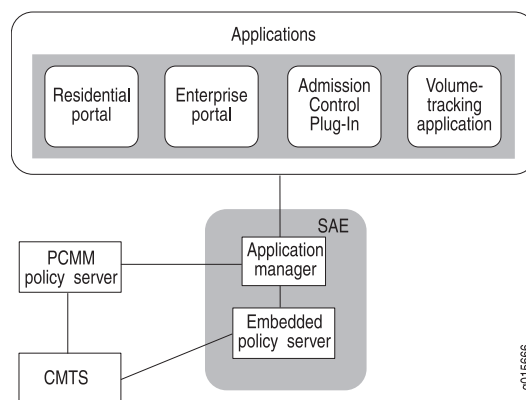 Applications
Residential
portal
Enterprise
portal
Admission
Control
Plug-In
Volume-
tracking
application
SAE
PCMM
policy server
Application
manager
Embedded
policy server
CMTS
g015666